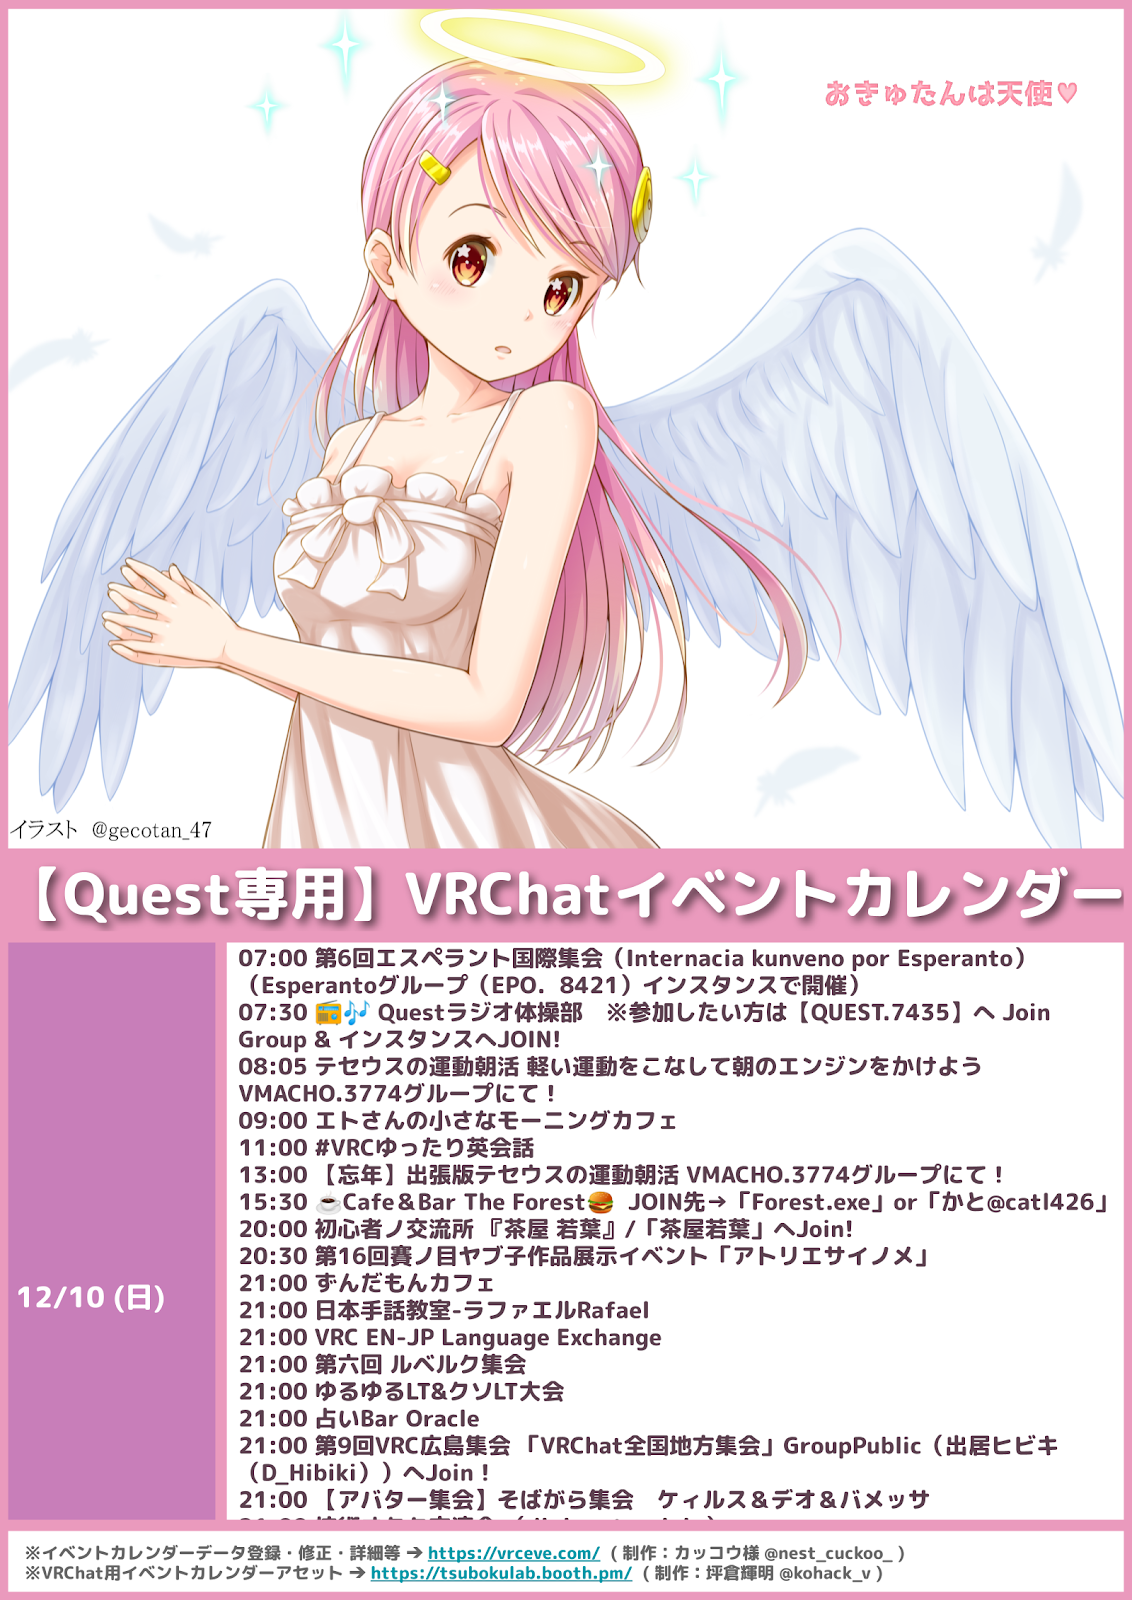 おきゅたんは天使♥
イラスト @gecotan_47
【Quest専用】VRChatイベントカレンダー
12/10 (日)
07:00 第6回エスペラント国際集会（Internacia kunveno por Esperanto）
（Esperantoグループ（EPO．8421）インスタンスで開催）
07:30 📻🎶 Questラジオ体操部　※参加したい方は【QUEST.7435】へ Join
Group & インスタンスへJOIN!
08:05 テセウスの運動朝活 軽い運動をこなして朝のエンジンをかけよう
VMACHO.3774グループにて！
09:00 エトさんの小さなモーニングカフェ
11:00 #VRCゆったり英会話
13:00 【忘年】出張版テセウスの運動朝活 VMACHO.3774グループにて！
15:30 ☕Cafe＆Bar The Forest🍔 JOIN先→「Forest.exe」or「かと@catl426」
20:00 初心者ノ交流所 『茶屋 若葉』/「茶屋若葉」へJoin!
20:30 第16回賽ノ目ヤブ子作品展示イベント「アトリエサイノメ」
21:00 ずんだもんカフェ
21:00 日本手話教室-ラファエルRafael
21:00 VRC EN-JP Language Exchange
21:00 第六回 ルベルク集会
21:00 ゆるゆるLT&クソLT大会
21:00 占いBar Oracle
21:00 第9回VRC広島集会 「VRChat全国地方集会」GroupPublic（出居ヒビキ
（D_Hibiki））へJoin！
21:00 【アバター集会】そばがら集会　ケィルス＆デオ＆バメッサ
※イベントカレンダーデータ登録・修正・詳細等 ➔ https://vrceve.com/ （ 制作：カッコウ様 @nest_cuckoo_ ）
※VRChat用イベントカレンダーアセット ➔ https://tsubokulab.booth.pm/ （ 制作：坪倉輝明 @kohack_v ）